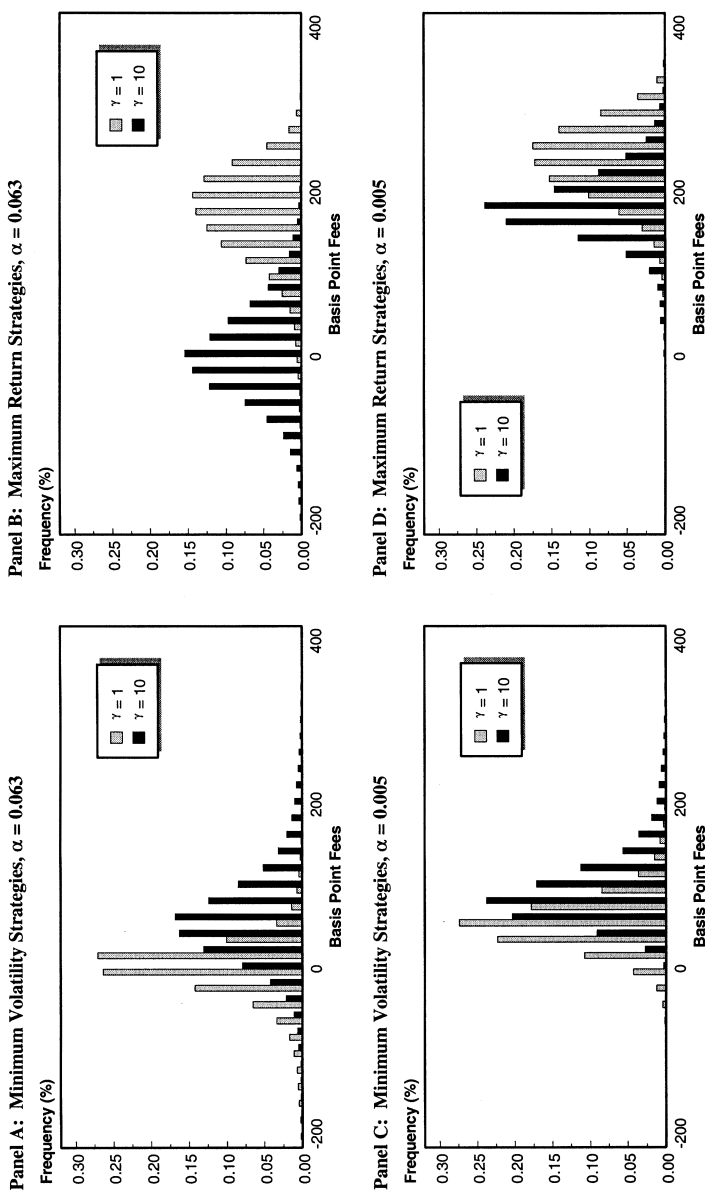 Panel A: Minimum Volatility Strategies, α = 0.063
Frequency (%)
0.30
0.25
0.20
0.15
0.10
0.05
0.00
-200
0
200
400
Basis Point Fees
γ = 1
γ = 10
Panel B: Maximum Return Strategies, α = 0.063
Frequency (%)
0.30
0.25
0.20
0.15
0.10
0.05
0.00
-200
0
200
400
Basis Point Fees
γ = 1
γ = 10
Panel C: Minimum Volatility Strategies, α = 0.005
Frequency (%)
0.30
0.25
0.20
0.15
0.10
0.05
0.00
-200
0
200
400
Basis Point Fees
γ = 1
γ = 10
Panel D: Maximum Return Strategies, α = 0.005
Frequency (%)
0.30
0.25
0.20
0.15
0.10
0.05
0.00
-200
0
200
400
Basis Point Fees
γ = 1
γ = 10